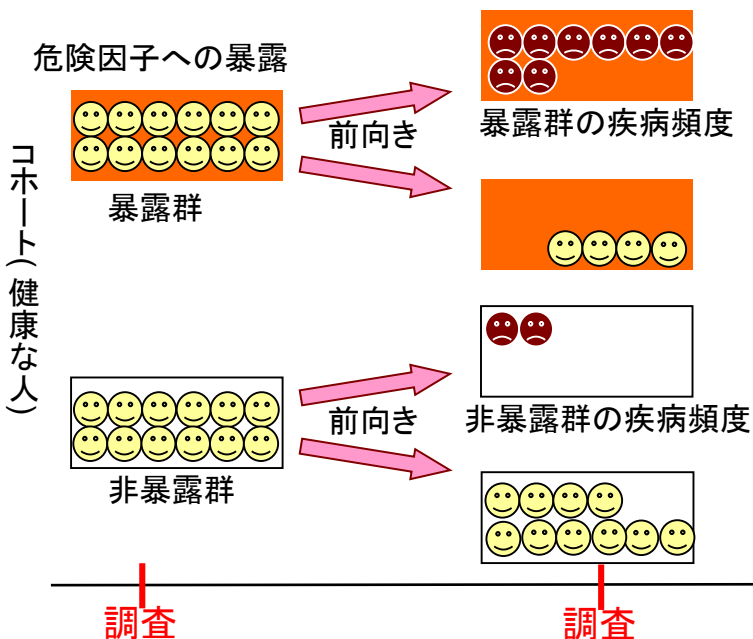 危険因子への暴露
コホート(健康な人)
暴露群
前向き
暴露群の疾病頻度
非暴露群
前向き
非暴露群の疾病頻度
調査
調査